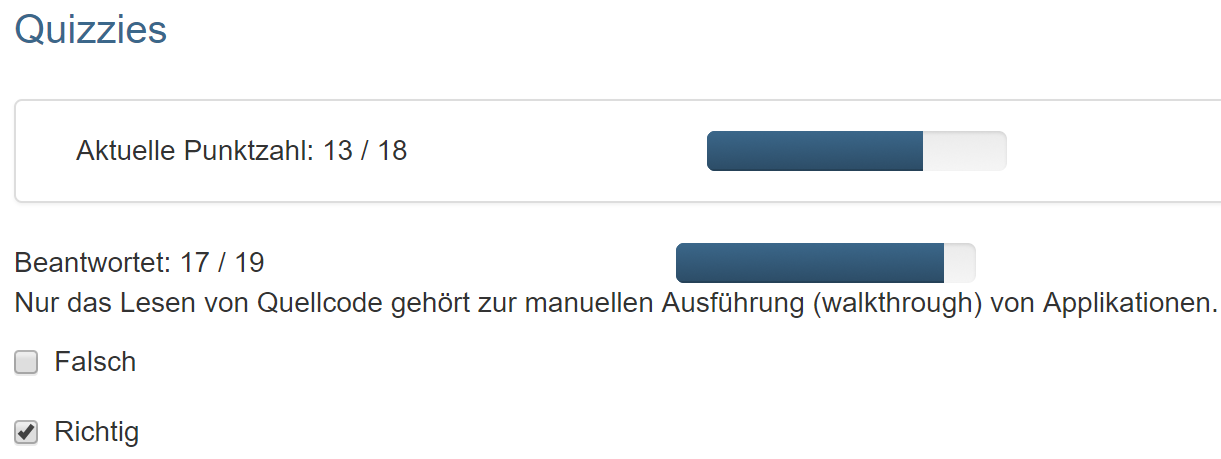 Quizzies
Aktuelle Punktzahl: 13 / 18
Beantwortet: 17 / 19
Nur das Lesen von Quellcode gehört zur manuellen Ausführung (walkthrough) von Applikationen.
Falsch
Richtig